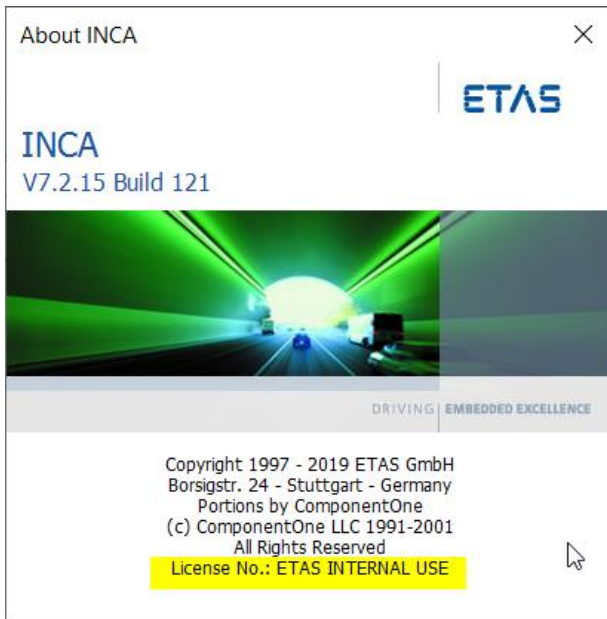 About INCA
ETAS
INCA
V7.2.15 Build 121
DRIVING EMBEDDED EXCELLENCE
Copyright 1997 - 2019 ETAS GmbH
Borsigstr. 24 - Stuttgart - Germany
Portions by ComponentOne
(c) ComponentOne LLC 1991-2001
All Rights Reserved
License No.: ETAS INTERNAL USE